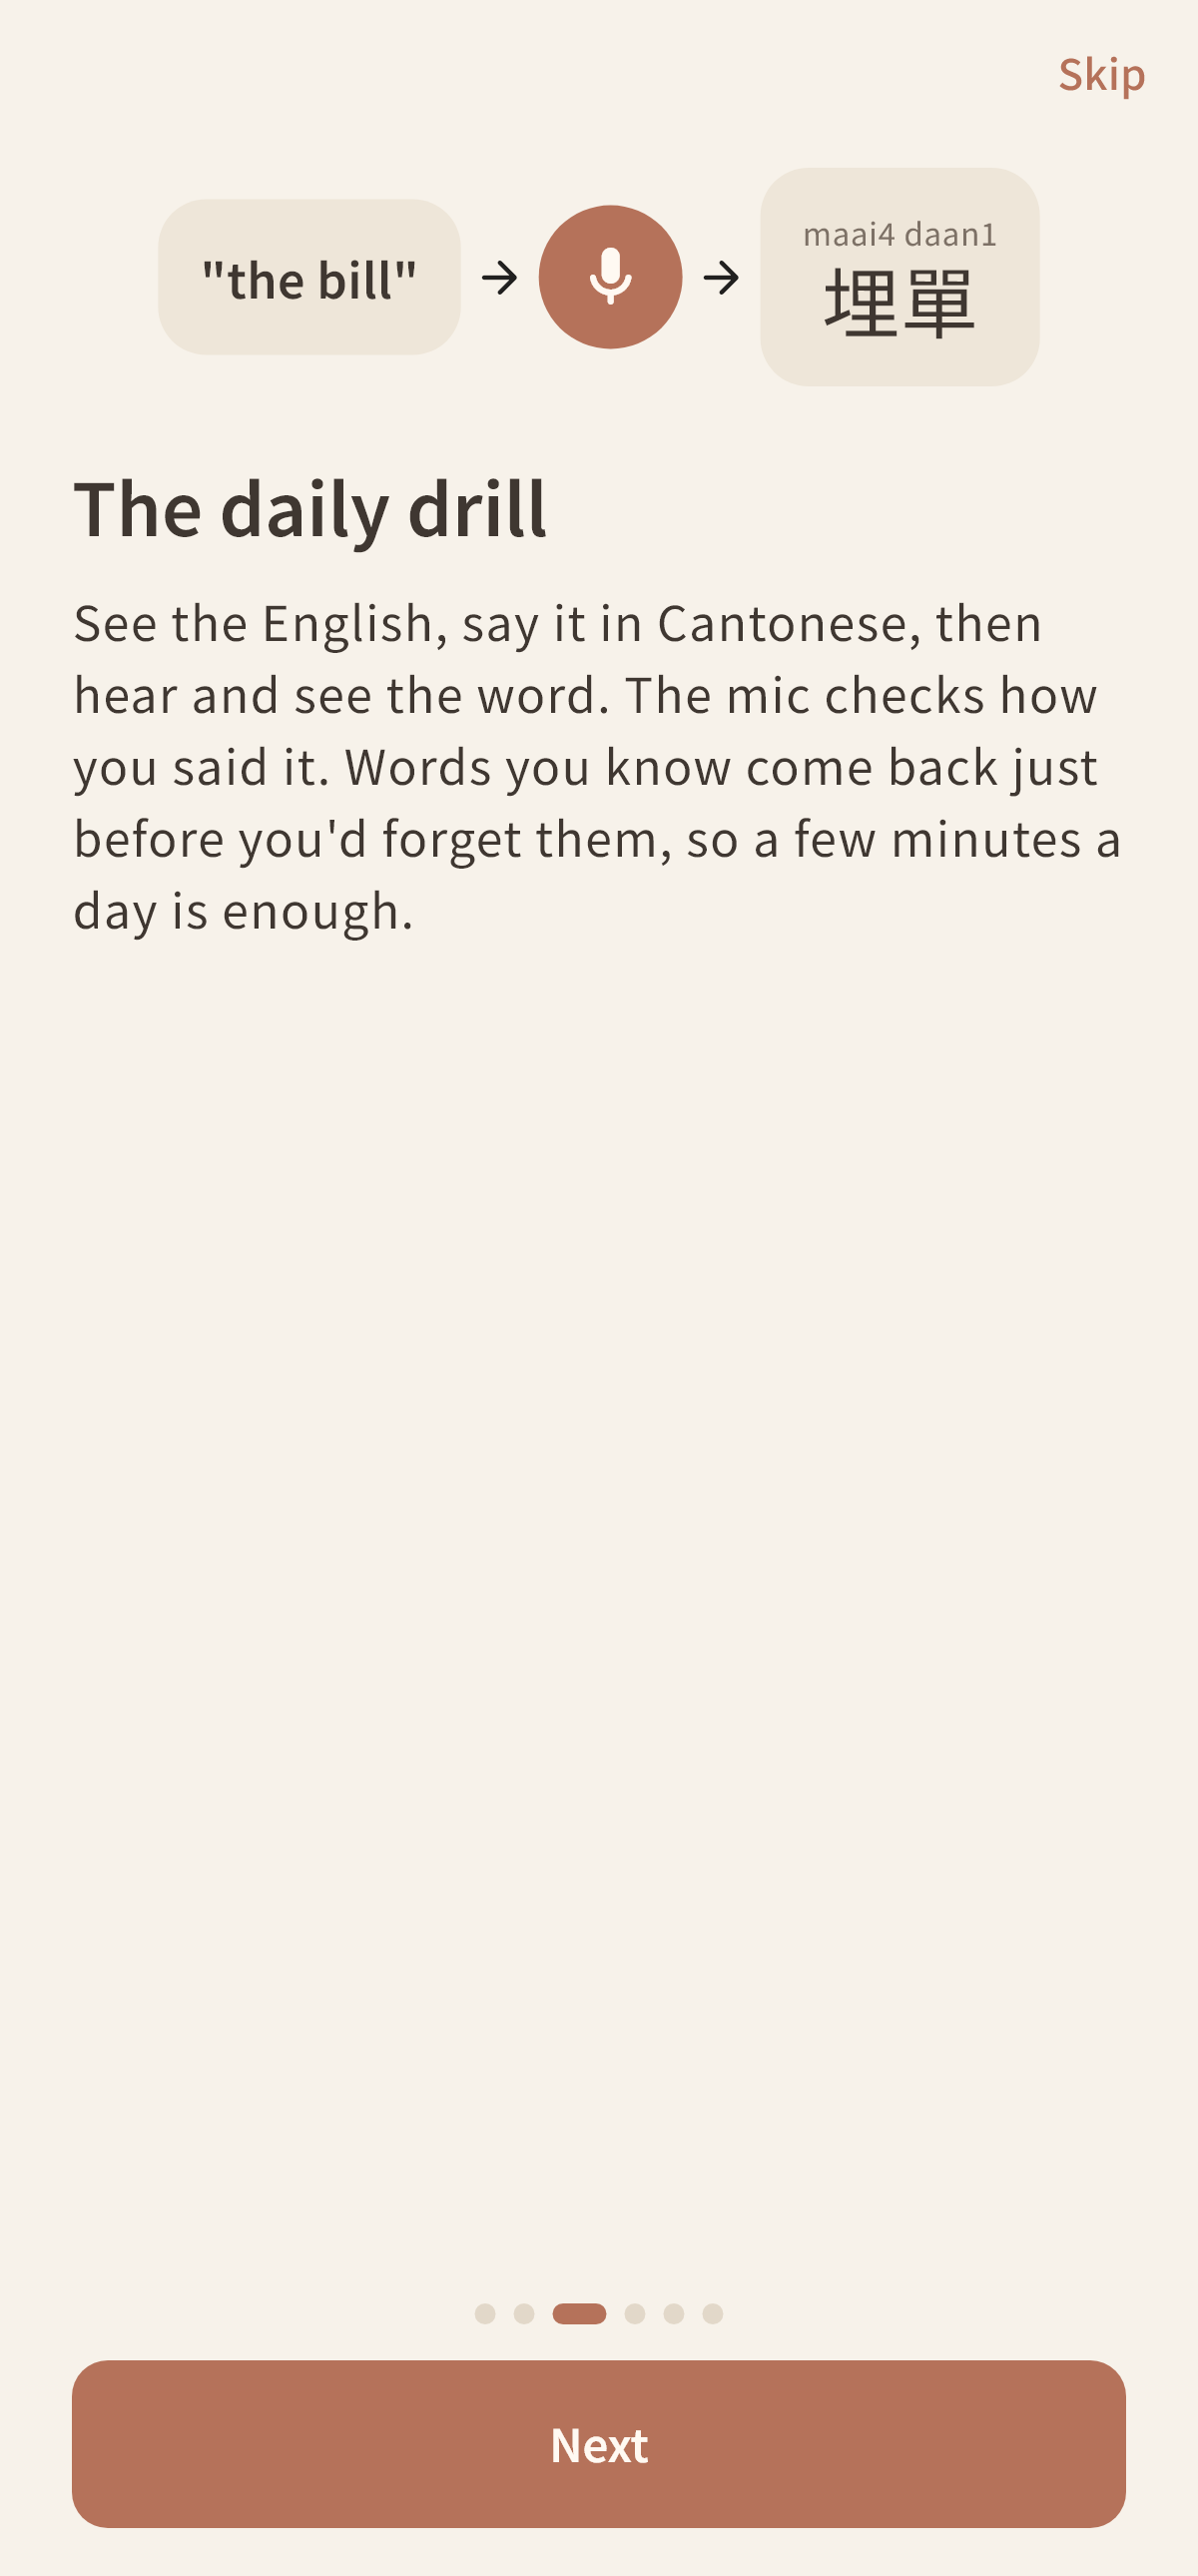 Skip
"the bill"
maai4 daan1
埋單
The daily drill
See the English, say it in Cantonese, then
hear and see the word. The mic checks how
you said it. Words you know come back just
before you'd forget them, so a few minutes a
day is enough.
Next